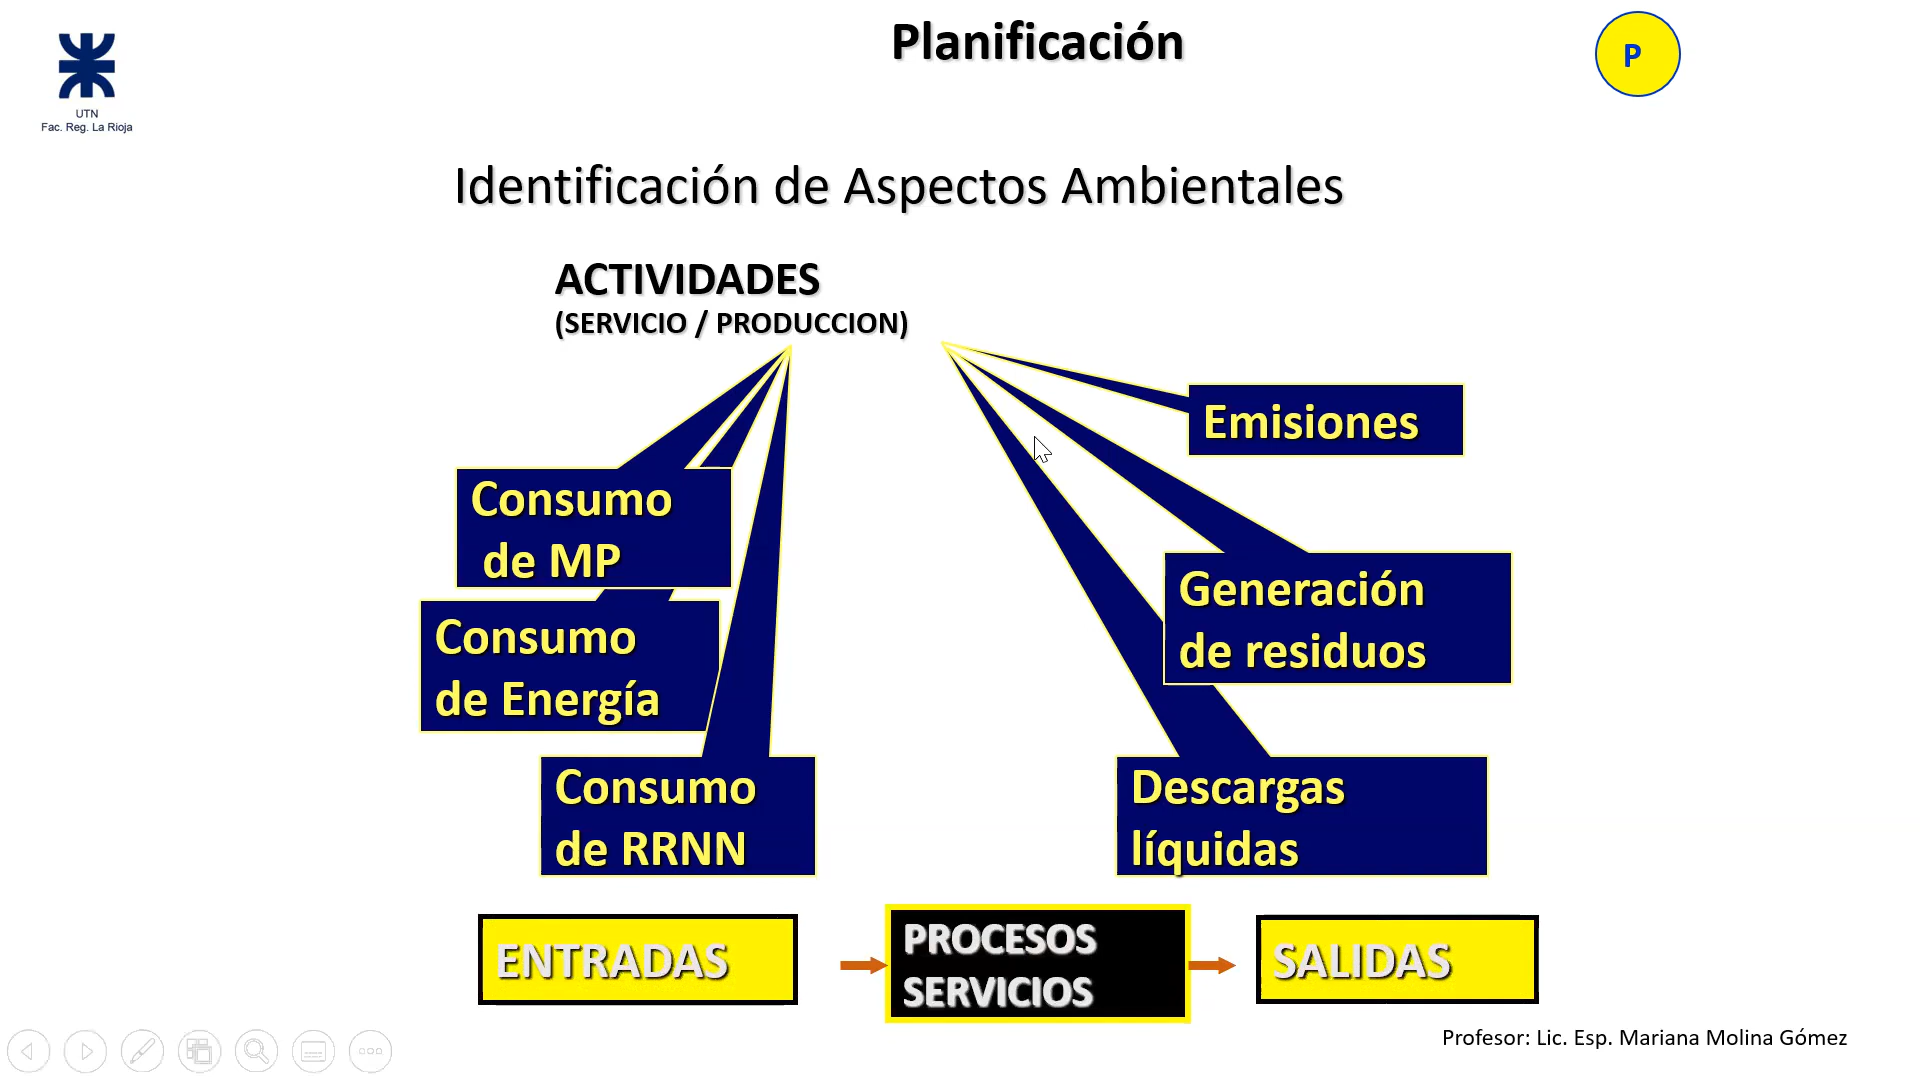 Planificación
P
UTN
Fac. Reg. La Rioja
Identificación de Aspectos Ambientales
ACTIVIDADES
(SERVICIO / PRODUCCION)
Emisiones
Consumo
de MP
Generación
de residuos
Consumo
de Energía
Consumo
de RRNN
Descargas
líquidas
ENTRADAS
PROCESOS
SERVICIOS
SALIDAS
Profesor: Lic. Esp. Mariana Molina Gómez